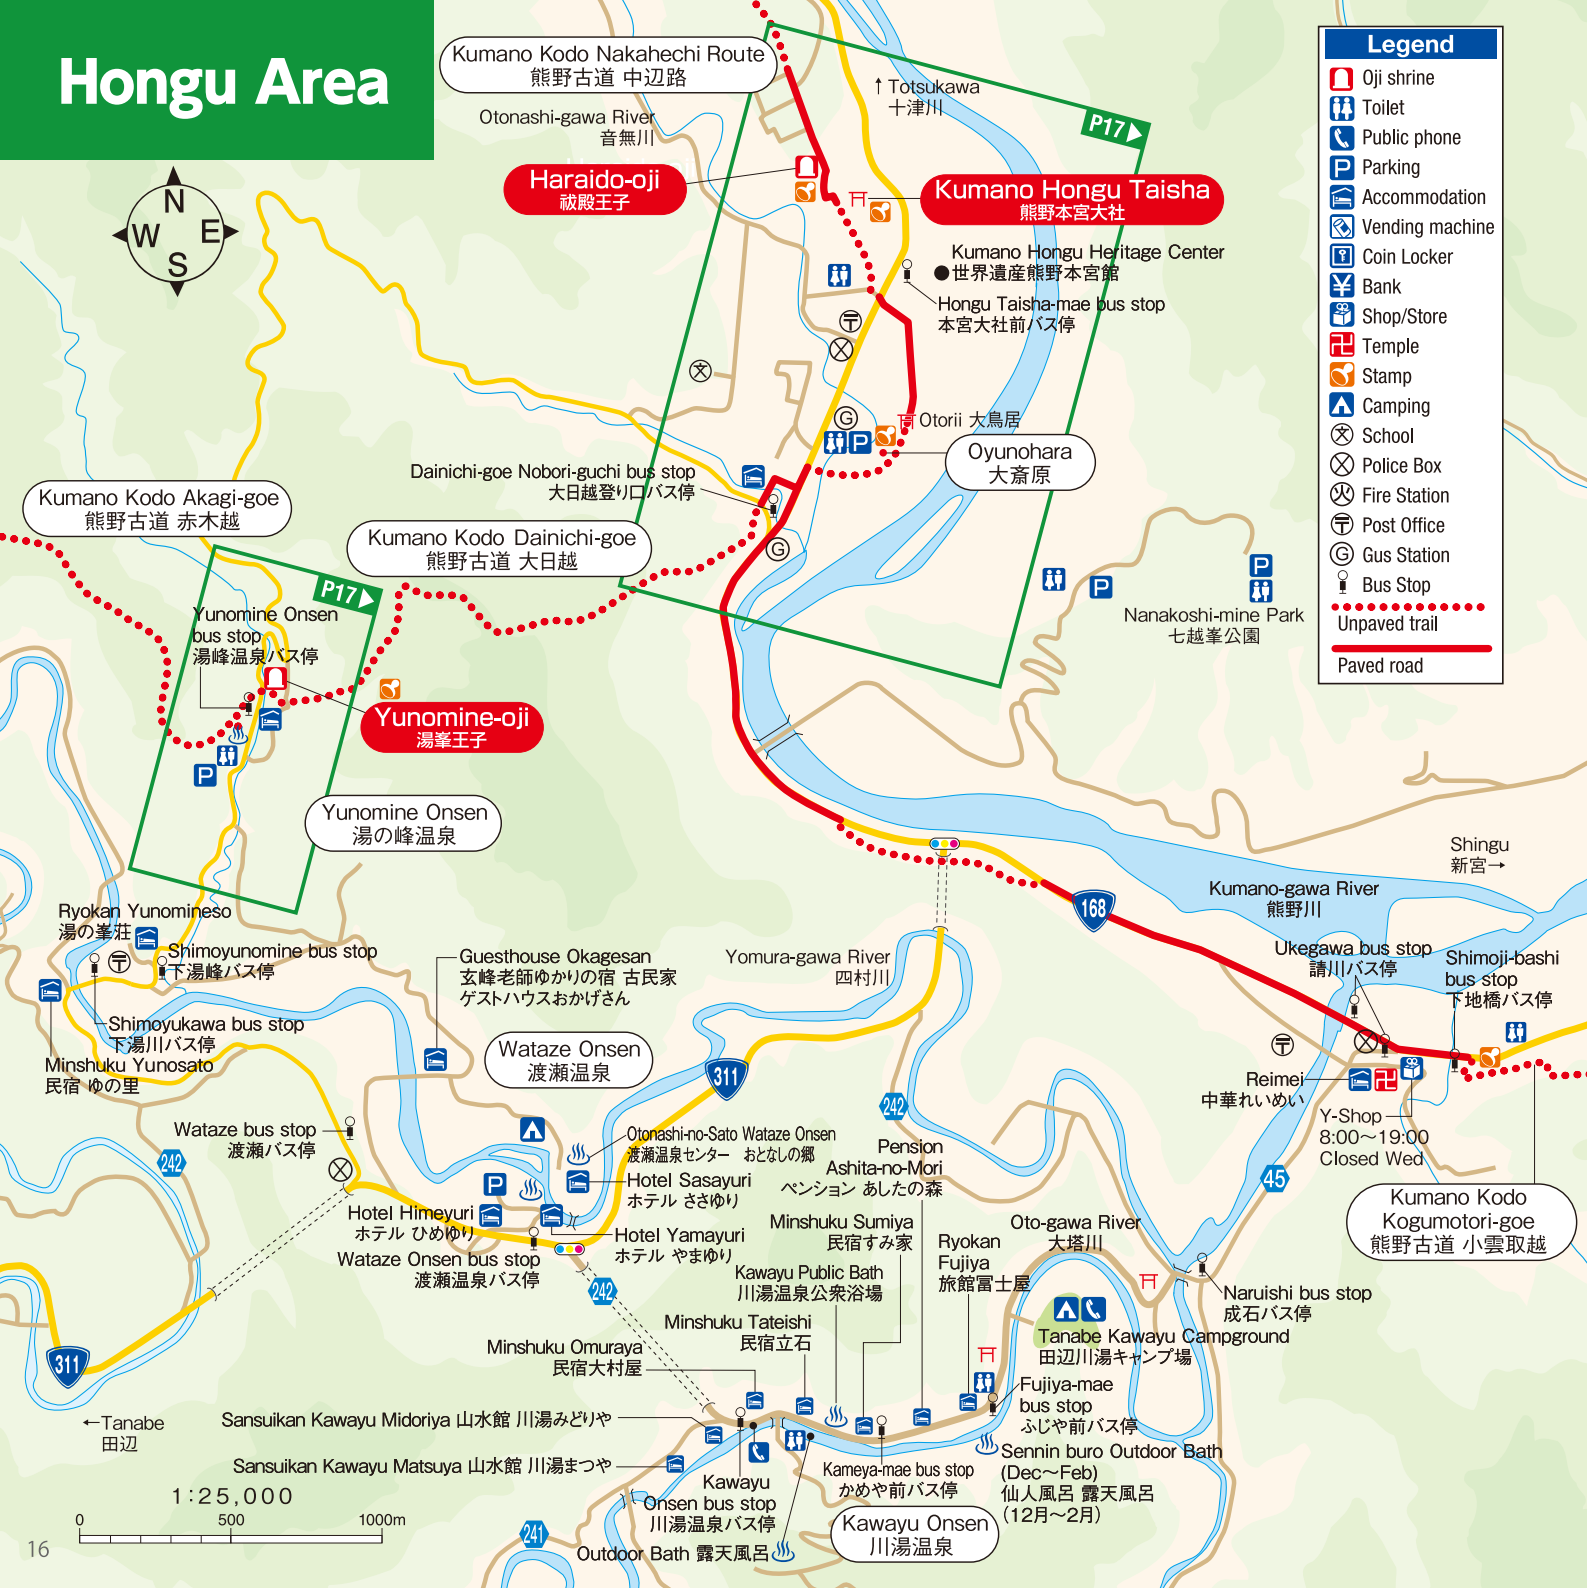 Hongu Area
N
W
E
S
Kumano Kodo Nakahechi Route
熊野古道 中辺路
↑ Totsukawa
十津川
Otonashi-gawa River
音無川
P17▶
Haraido-oji
祓殿王子
Kumano Hongu Taisha
熊野本宮大社
Kumano Hongu Heritage Center
●世界遺産熊野本宮館
Hongu Taisha-mae bus stop
本宮大社前バス停
〒
文
G
P
Otorii 大鳥居
Oyunohara
大斎原
Dainichi-goe Nobori-guchi bus stop
大日越登り口バス停
G
Kumano Kodo Akagi-goe
熊野古道 赤木越
Kumano Kodo Dainichi-goe
熊野古道 大日越
P17▶
P
P
Nanakoshi-mine Park
七越峯公園
Yunomine Onsen
bus stop
湯峰温泉バス停
Yunomine-oji
湯峯王子
P
Yunomine Onsen
湯の峰温泉
Legend
Oji shrine
Toilet
Public phone
P Parking
Accommodation
Vending machine
Coin Locker
¥ Bank
Shop/Store
卍 Temple
Stamp
Camping
文 School
Police Box
火 Fire Station
〒 Post Office
G Gus Station
Bus Stop
Unpaved trail
Paved road
Shingu
新宮→
Kumano-gawa River
熊野川
168
Ryokan Yunomineso
湯の峯荘
〒
Shimoyunomine bus stop
下湯峰バス停
Shimoyukawa bus stop
下湯川バス停
Minshuku Yunosato
民宿 ゆの里
Guesthouse Okagesan
玄峰老師ゆかりの宿 古民家
ゲストハウスおかげさん
Yomura-gawa River
四村川
Ukegawa bus stop
請川バス停
Shimoji-bashi
bus stop
下地橋バス停
Wataze Onsen
渡瀬温泉
311
〒
卍
Reimei
中華れいめい
Y-Shop
8:00～19:00
Closed Wed
242
Wataze bus stop
渡瀬バス停
242
Otonashi-no-Sato Wataze Onsen
渡瀬温泉センター おとなしの郷
P
Hotel Sasayuri
ホテル ささゆり
Hotel Himeyuri
ホテル ひめゆり
Hotel Yamayuri
ホテル やまゆり
Wataze Onsen bus stop
渡瀬温泉バス停
242
Pension
Ashita-no-Mori
ペンション あしたの森
45
Kumano Kodo
Kogumotori-goe
熊野古道 小雲取越
Minshuku Sumiya
民宿すみ家
Oto-gawa River
大塔川
Ryokan
Fujiya
旅館冨士屋
Kawayu Public Bath
川湯温泉公衆浴場
Naruishi bus stop
成石バス停
Minshuku Tateishi
民宿立石
Tanabe Kawayu Campground
田辺川湯キャンプ場
Minshuku Omuraya
民宿大村屋
311
Fujiya-mae
bus stop
ふじや前バス停
←Tanabe
田辺
Sansuikan Kawayu Midoriya 山水館 川湯みどりや
Sennin buro Outdoor Bath
(Dec～Feb)
仙人風呂 露天風呂
(12月～2月)
Sansuikan Kawayu Matsuya 山水館 川湯まつや
Kawayu
Onsen bus stop
川湯温泉バス停
Kameya-mae bus stop
かめや前バス停
Kawayu Onsen
川湯温泉
241
Outdoor Bath 露天風呂
1:25,000
0 500 1000m
16